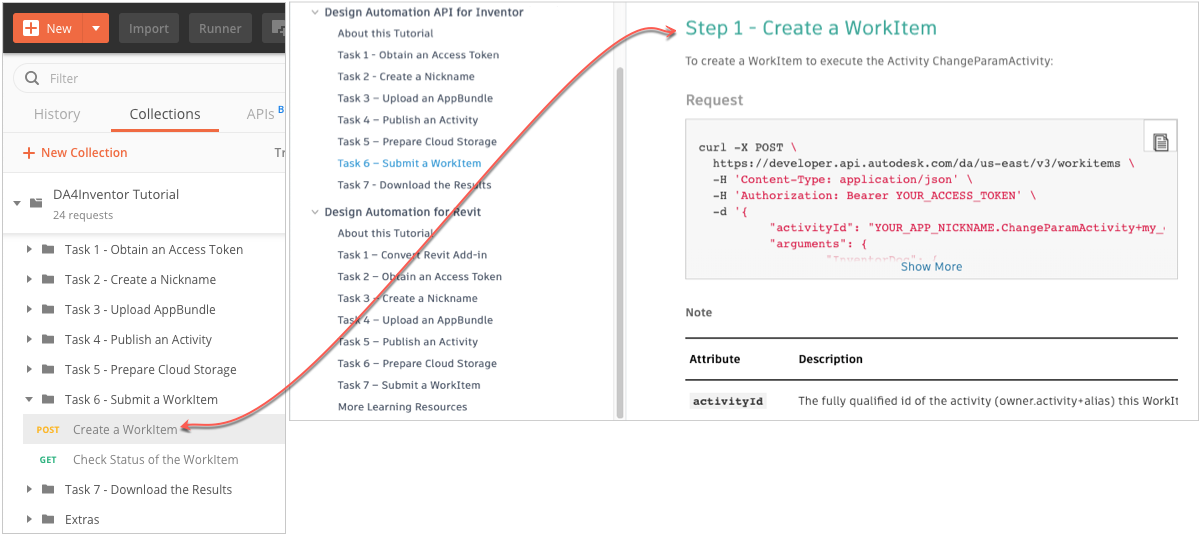 New
Import
Runner
Filter
History
Collections
APIs
B
New Collection
Tr
DA4Inventor Tutorial
24 requests
Task 1 - Obtain an Access Token
Task 2 - Create a Nickname
Task 3 - Upload AppBundle
Task 4 - Publish an Activity
Task 5 - Prepare Cloud Storage
Task 6 - Submit a WorkItem
POST Create a WorkItem
GET Check Status of the WorkItem
Task 7 - Download the Results
Extras
Design Automation API for Inventor
About this Tutorial
Task 1 - Obtain an Access Token
Task 2 - Create a Nickname
Task 3 – Upload an AppBundle
Task 4 – Publish an Activity
Task 5 – Prepare Cloud Storage
Task 6 – Submit a WorkItem
Task 7 - Download the Results
Design Automation for Revit
About this Tutorial
Task 1 – Convert Revit Add-in
Task 2 – Obtain an Access Token
Task 3 – Create a Nickname
Task 4 – Upload an AppBundle
Task 5 – Publish an Activity
Task 6 – Prepare Cloud Storage
Task 7 – Submit a WorkItem
More Learning Resources
Step 1 - Create a WorkItem
To create a WorkItem to execute the Activity ChangeParamActivity:
Request
curl -X POST \
https://developer.api.autodesk.com/da/us-east/v3/workitems \
-H 'Content-Type: application/json' \
-H 'Authorization: Bearer YOUR_ACCESS_TOKEN' \
-d '{
"activityId": "YOUR_APP_NICKNAME.ChangeParamActivity+my_
"arguments": {
"InventorDoc": {
Show More
Note
Attribute Description
activityId The fully qualified id of the activity (owner.activity+alias) this WorkIt